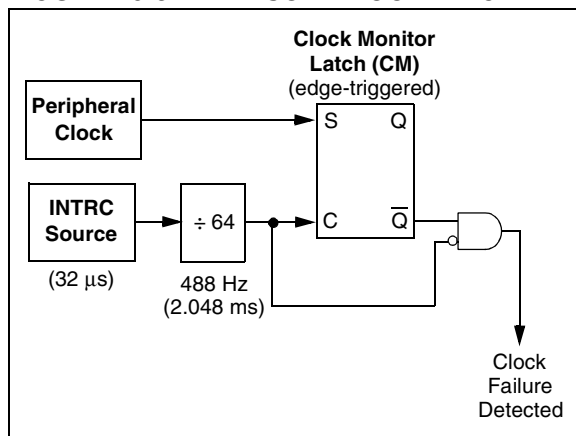 Clock Monitor
Latch (CM)
(edge-triggered)
Peripheral
Clock
S Q
INTRC
Source
÷ 64
C Q
(32 μs)
488 Hz
(2.048 ms)
Clock
Failure
Detected